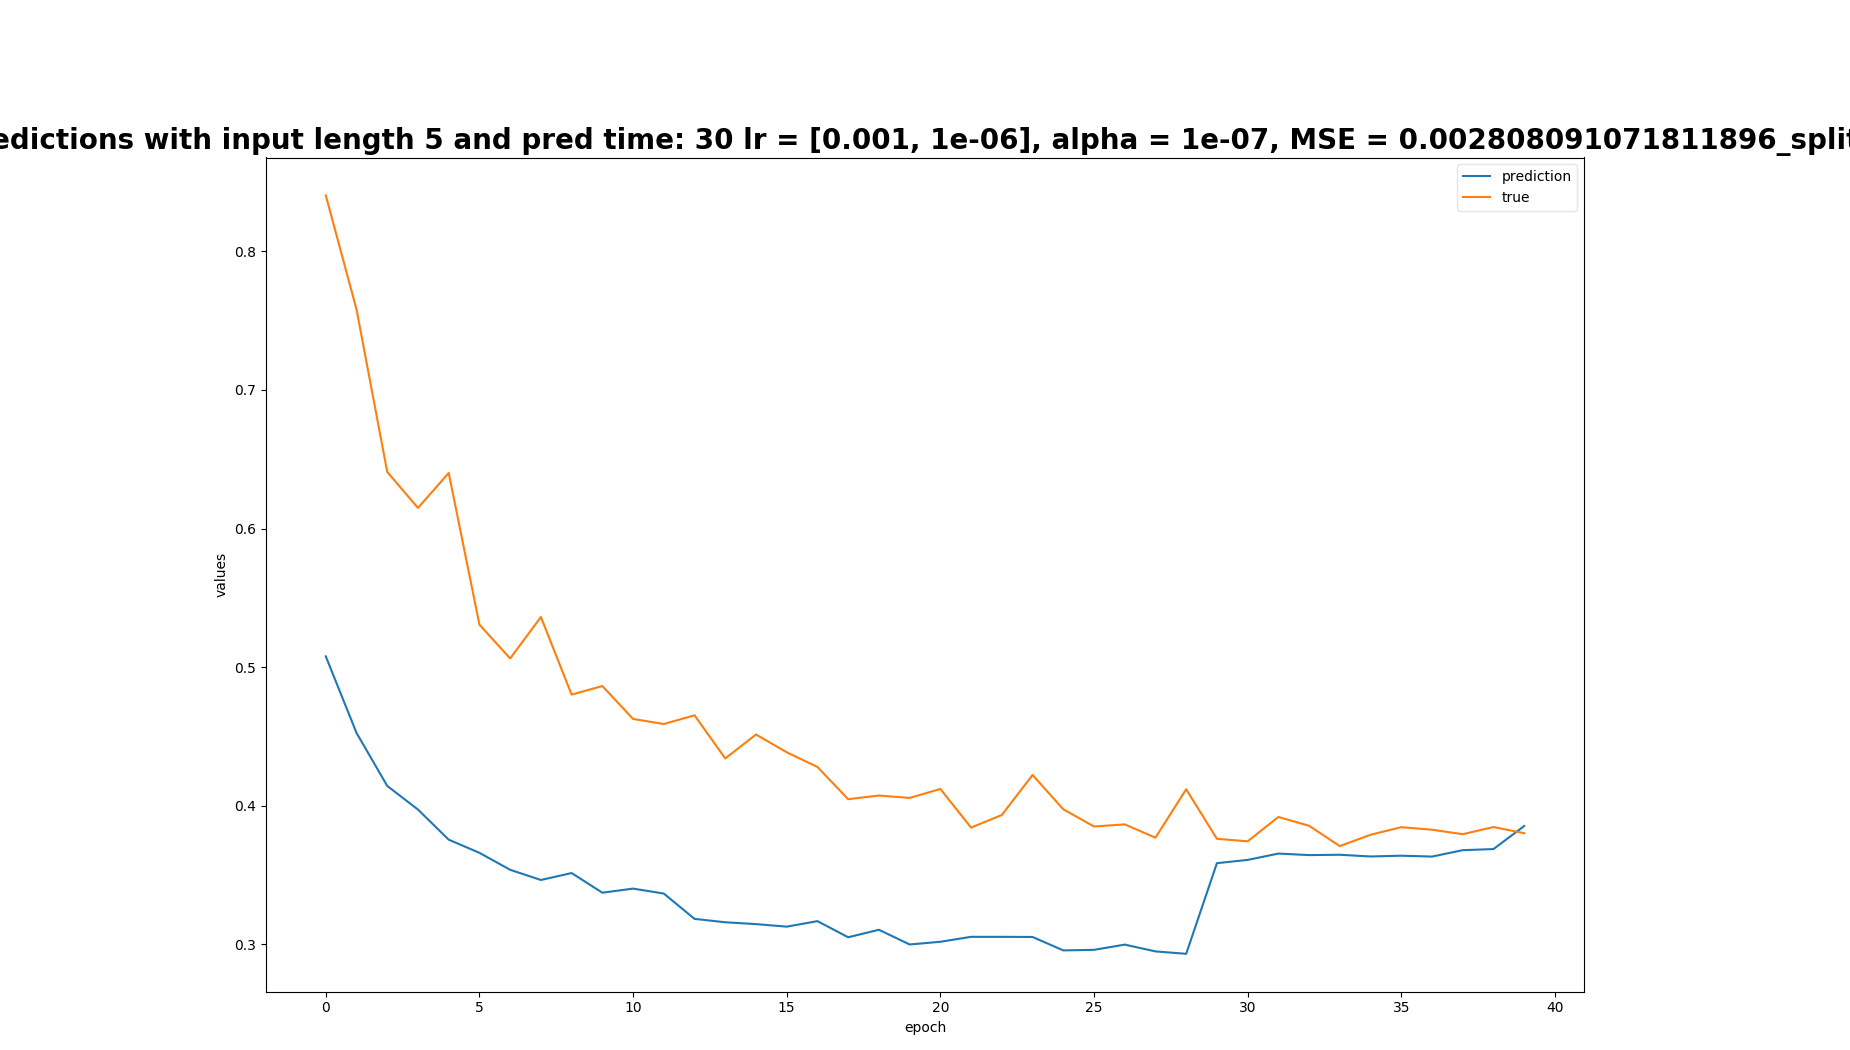 edictions with input length 5 and pred time: 30 lr = [0.001, 1e-06], alpha = 1e-07, MSE = 0.002808091071811896_split
prediction
true
0.8
0.7
0.6
0.5
0.4
0.3
values
0 5 10 15 20 25 30 35 40
epoch